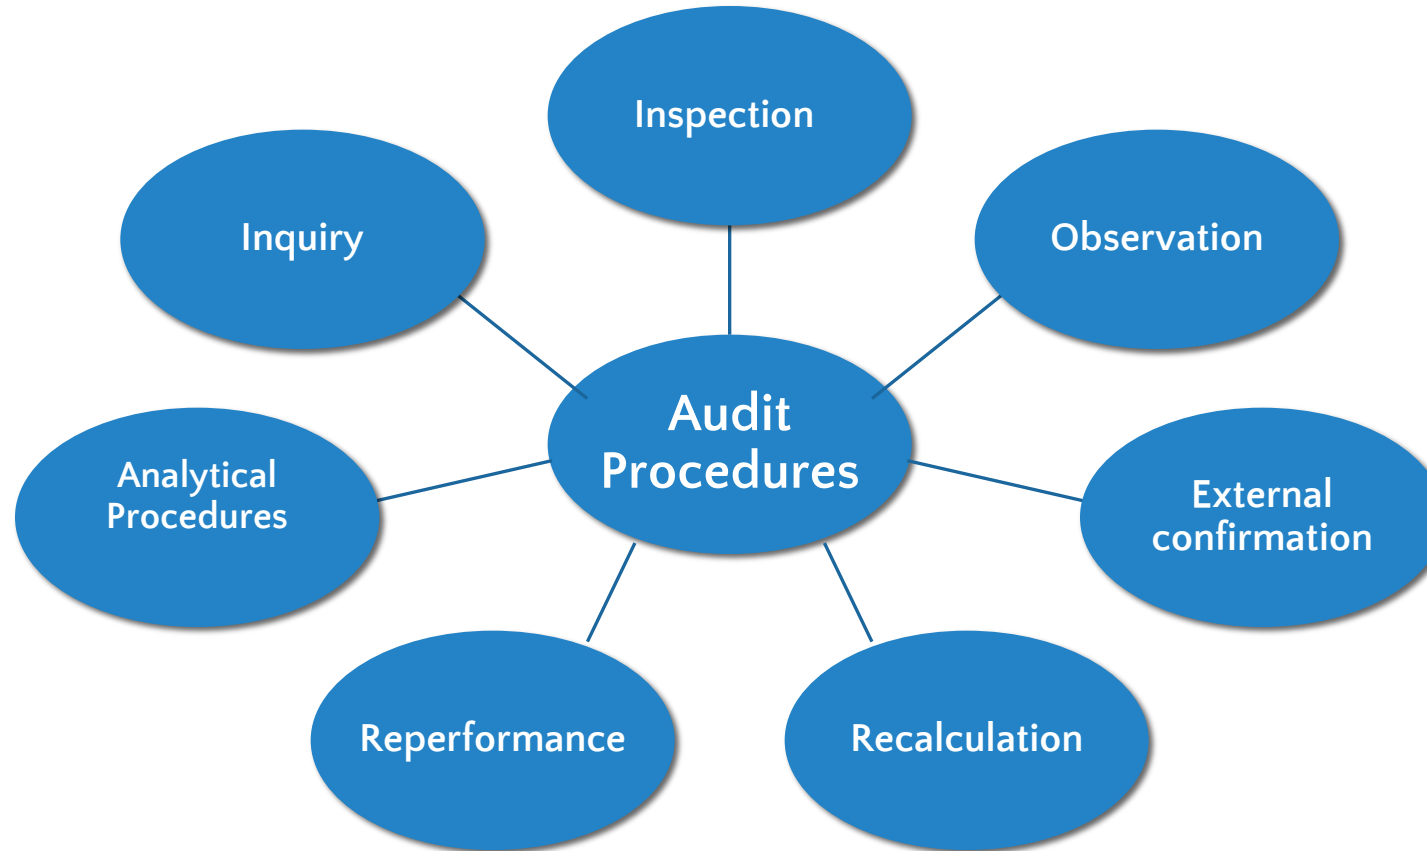 Inspection
Inquiry
Observation
Audit
Procedures
Analytical
Procedures
External
confirmation
Reperformance
Recalculation